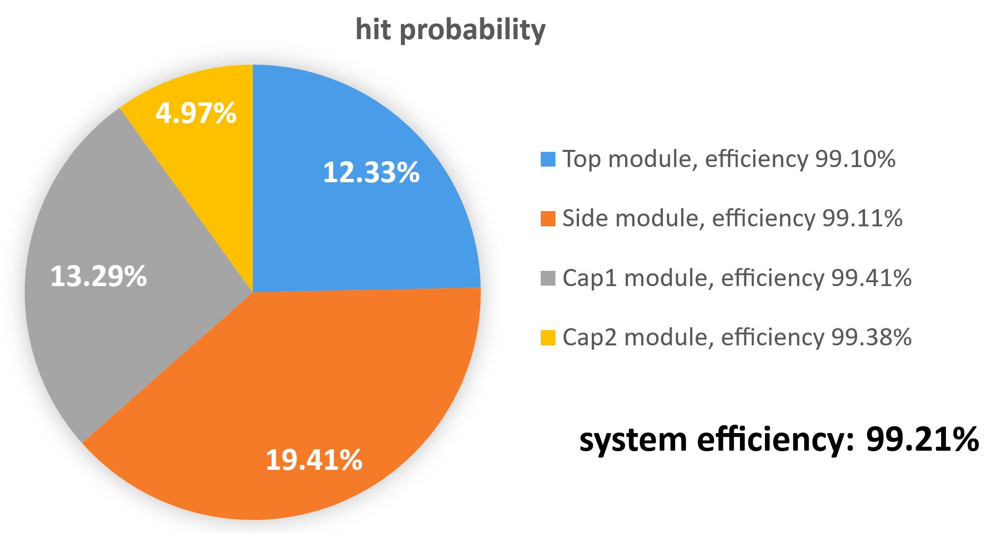 hit probability
4.97%
12.33%
13.29%
19.41%
Top module, efficiency 99.10%
Side module, efficiency 99.11%
Cap1 module, efficiency 99.41%
Cap2 module, efficiency 99.38%
system efficiency: 99.21%